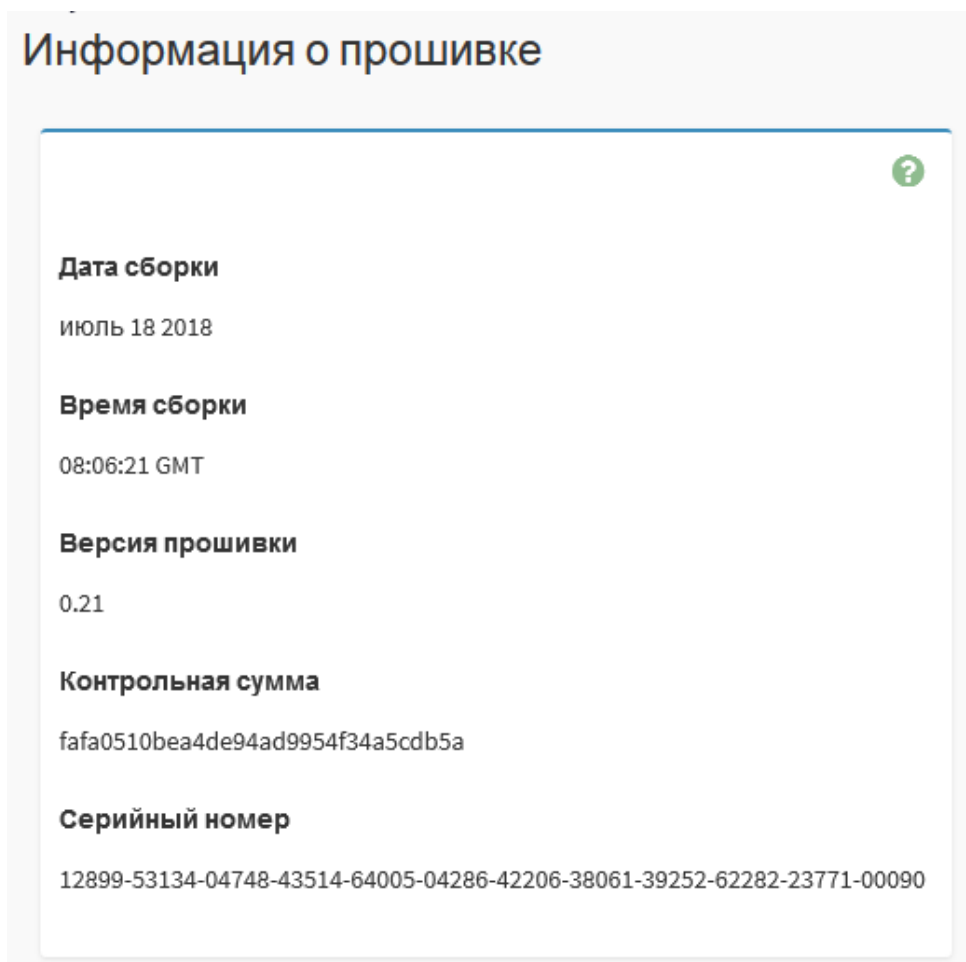 Информация о прошивке
Дата сборки
июль 18 2018
Время сборки
08:06:21 GMT
Версия прошивки
0.21
Контрольная сумма
fafa0510bea4de94ad9954f34a5cdb5a
Серийный номер
12899-53134-04748-43514-64005-04286-42206-38061-39252-62282-23771-00090